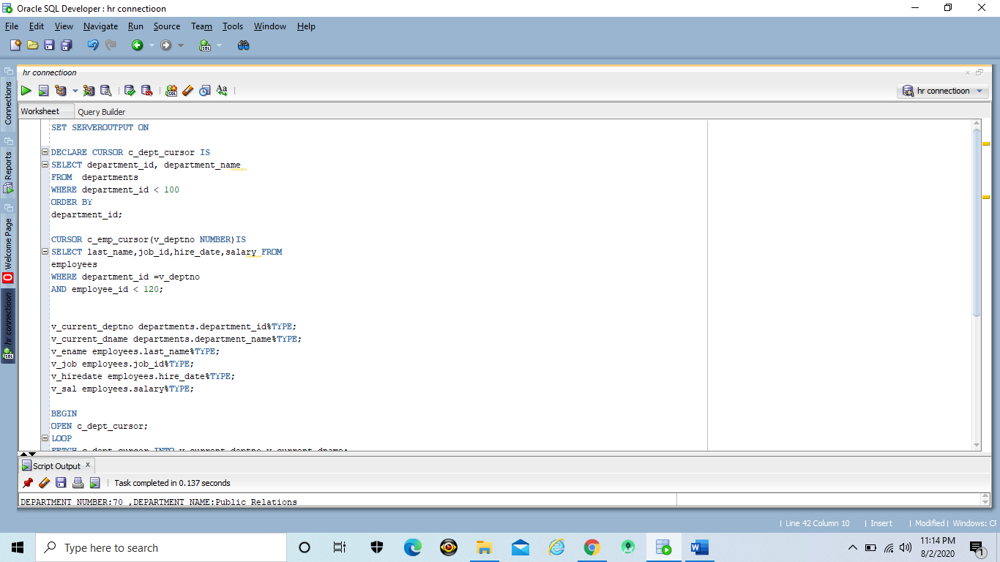 Oracle SQL Developer : hr connectioon
File Edit View Navigate Run Source Team Tools Window Help
hr connectioon
hr connectioon
Worksheet Query Builder
Connections
Reports
Welcome Page
hr connectioon
SET SERVEROUTPUT ON
DECLARE CURSOR c_dept_cursor IS
SELECT department_id, department_name
FROM  departments
WHERE department_id < 100
ORDER BY
department_id;
CURSOR c_emp_cursor(v_deptno NUMBER)IS
SELECT last_name,job_id,hire_date,salary FROM
employees
WHERE department_id =v_deptno
AND employee_id < 120;
v_current_deptno departments.department_id%TYPE;
v_current_dname departments.department_name%TYPE;
v_ename employees.last_name%TYPE;
v_job employees.job_id%TYPE;
v_hiredate employees.hire_date%TYPE;
v_sal employees.salary%TYPE;
BEGIN
OPEN c_dept_cursor;
LOOP
FETCH c_dept_cursor INTO v_current_deptno,v_current_dname;
Script Output x
Task completed in 0.137 seconds
DEPARTMENT NUMBER:70 ,DEPARTMENT NAME:Public Relations
| Line 42 Column 10 | Insert | Modified | Windows: CF
Type here to search
11:14 PM
8/2/2020
1